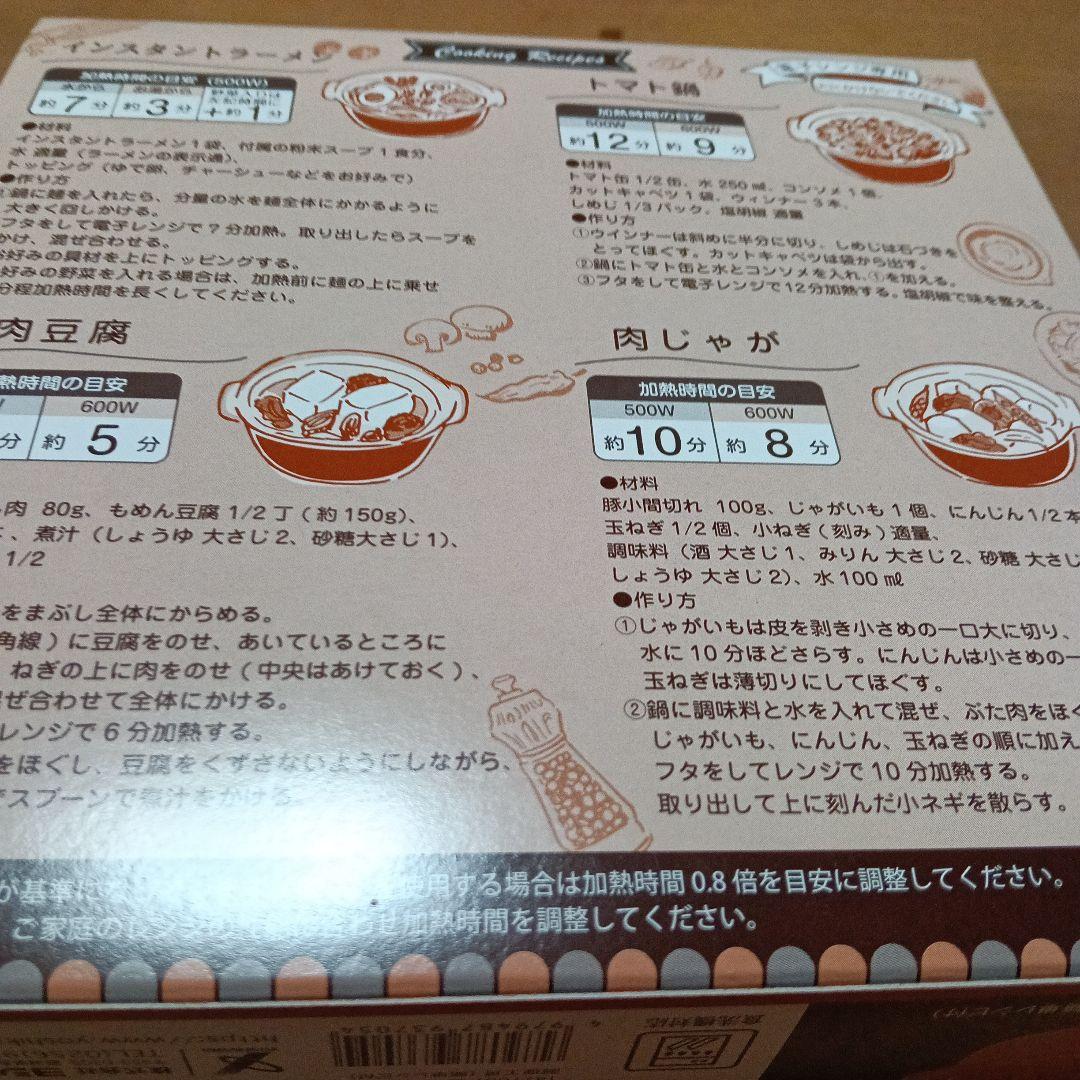 Cooking Recipes
インスタントラーメン
加熱時間の目安（500W）
水から
お湯から
約7分
約3分
＋約1分
●材料
インスタントラーメン1袋、付属の粉末スープ1食分、
水 適量（ラーメンの表示通）、
トッピング（ゆで卵、チャーシューなどをお好みで）
●作り方
鍋に麺を入れたら、分量の水を麺全体にかかるように
大きく回しかける。
フタをして電子レンジで7分加熱。取り出したらスープを
かけ、混ぜ合わせる。
お好みの具材を上にトッピングする。
好みの野菜を入れる場合は、加熱前に麺の上に乗せ
分程加熱時間を長くしてください。
トマト鍋
加熱時間の目安
500W
600W
約12分
約9分
●材料
トマト缶 1/2 缶、水 250 ㎖、コンソメ 1 個、
カットキャベツ 1 袋、ウィンナー 3 本、
しめじ 1/3 パック、塩胡椒 適量
●作り方
①ウインナーは斜めに半分に切り、しめじは石づきを
とってほぐす。カットキャベツは袋から出す。
②鍋にトマト缶と水とコンソメを入れ、①を加える。
③フタをして電子レンジで12分加熱する。塩胡椒で味を整える。
肉豆腐
熱時間の目安
600W
分
約5分
肉 80g、もめん豆腐 1/2 丁（約150g）、
、煮汁（しょうゆ 大さじ2、砂糖大さじ1）、
1/2
をまぶし全体にからめる。
角線）に豆腐をのせ、あいているところに
ねぎの上に肉をのせ（中央はあけておく）、
ぜ合わせて全体にかける。
レンジで 6 分加熱する。
をほぐし、豆腐をくずさないようにしながら、
スプーンで煮汁をかける
肉じゃが
加熱時間の目安
500W
600W
約10分
約8分
●材料
豚小間切れ 100g、じゃがいも 1 個、にんじん 1/2 本
玉ねぎ 1/2 個、小ねぎ（刻み）適量、
調味料（酒 大さじ 1、みりん 大さじ 2、砂糖 大さじ
しょうゆ 大さじ 2）、水 100 ㎖
●作り方
①じゃがいもは皮を剥き小さめの一口大に切り、
水に 10 分ほどさらす。にんじんは小さめの一
玉ねぎは薄切りにしてほぐす。
②鍋に調味料と水を入れて混ぜ、ぶた肉をほぐ
じゃがいも、にんじん、玉ねぎの順に加え
フタをしてレンジで 10 分加熱する。
取り出して上に刻んだ小ネギを散らす。
が基準に
使用する場合は加熱時間 0.8 倍を目安に調整してください。
ご家庭の
せ加熱時間を調整してください。
食洗機対応